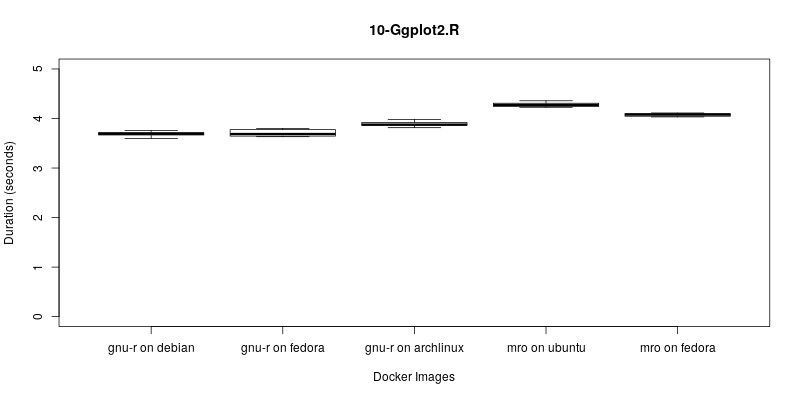 10-Ggplot2.R
Duration (seconds)
5
4
3
2
1
0
gnu-r on debian
gnu-r on fedora
gnu-r on archlinux
mro on ubuntu
mro on fedora
Docker Images